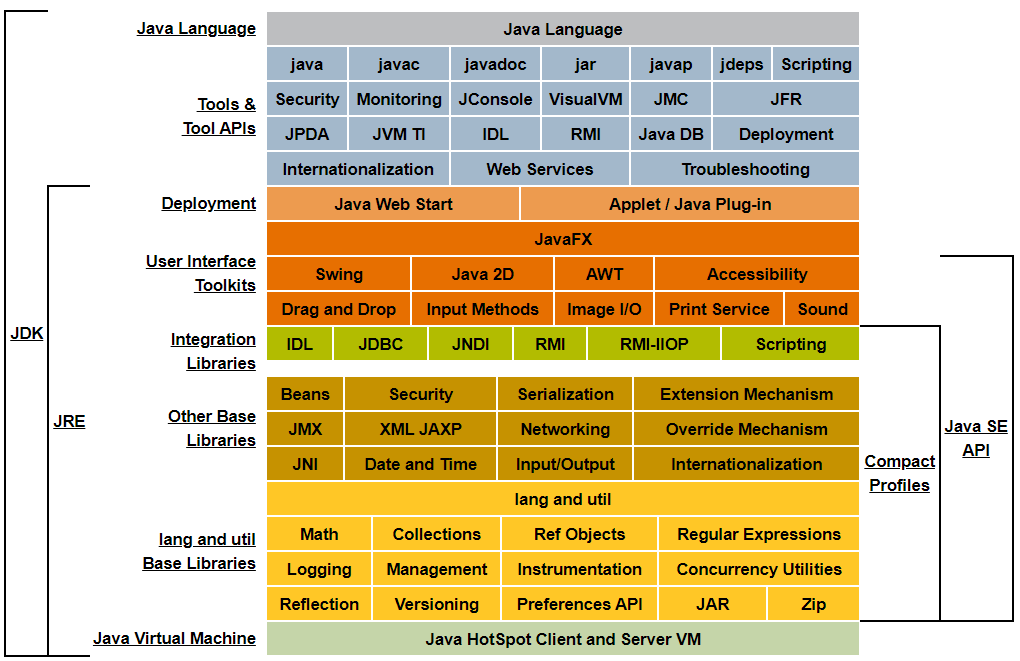 Java Language
Java Language
java javac javadoc jar javap jdeps Scripting
Tools &
Tool APIs
Security Monitoring JConsole VisualVM JMC JFR
JPDA JVM TI IDL RMI Java DB Deployment
Internationalization Web Services Troubleshooting
Deployment
Java Web Start Applet / Java Plug-in
JavaFX
User Interface
Toolkits
Swing Java 2D AWT Accessibility
Drag and Drop Input Methods Image I/O Print Service Sound
Integration
Libraries
IDL JDBC JNDI RMI RMI-IIOP Scripting
Other Base
Libraries
Beans Security Serialization Extension Mechanism
JMX XML JAXP Networking Override Mechanism
JNI Date and Time Input/Output Internationalization
lang and util
lang and util
Base Libraries
Math Collections Ref Objects Regular Expressions
Logging Management Instrumentation Concurrency Utilities
Reflection Versioning Preferences API JAR Zip
Java Virtual Machine
Java HotSpot Client and Server VM
JDK
JRE
Compact
Profiles
Java SE
API